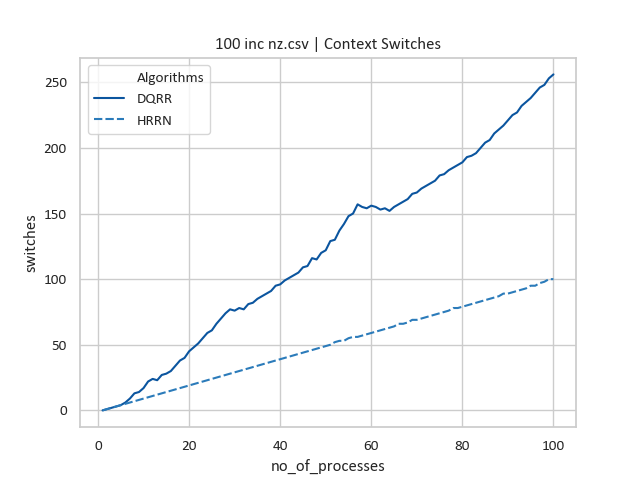 100 inc nz.csv | Context Switches
Algorithms
DQRR
HRRN
switches
250
200
150
100
50
0
0 20 40 60 80 100
no_of_processes